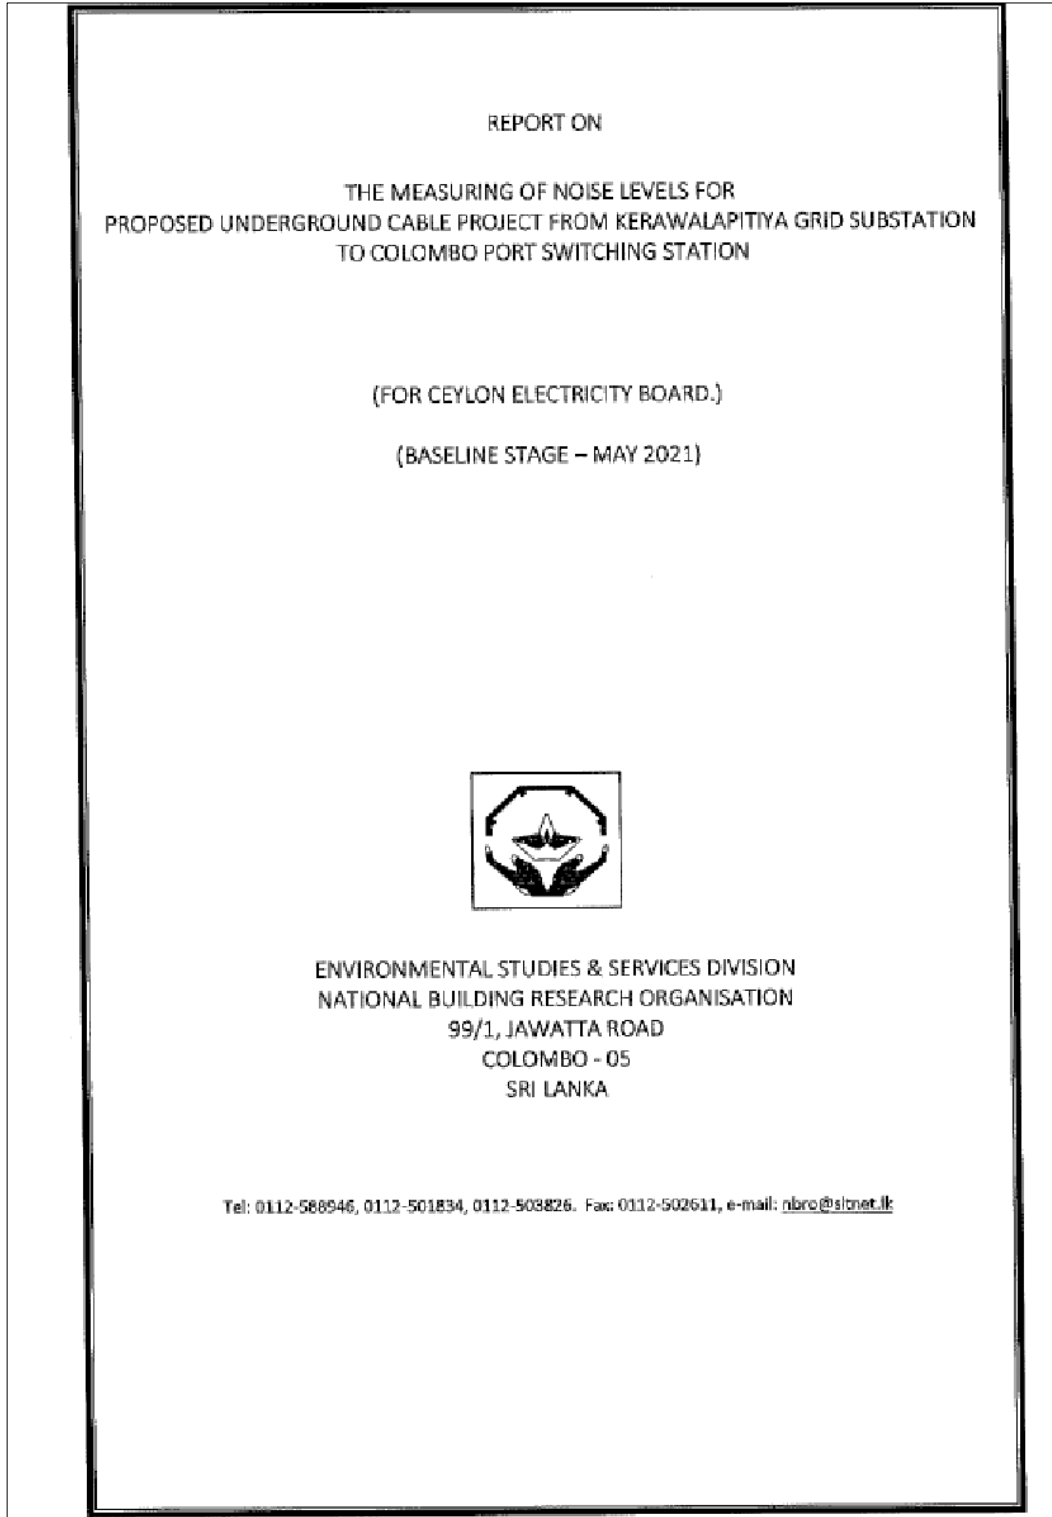 REPORT ON
THE MEASURING OF NOISE LEVELS FOR
PROPOSED UNDERGROUND CABLE PROJECT FROM KERAWALAPITIYA GRID SUBSTATION
TO COLOMBO PORT SWITCHING STATION
(FOR CEYLON ELECTRICITY BOARD.)
(BASELINE STAGE – MAY 2021)
ENVIRONMENTAL STUDIES & SERVICES DIVISION
NATIONAL BUILDING RESEARCH ORGANISATION
99/1, JAWATTA ROAD
COLOMBO - 05
SRI LANKA
Tel: 0112-588946, 0112-501834, 0112-503826. Fax: 0112-502611, e-mail: nbro@sltnet.lk